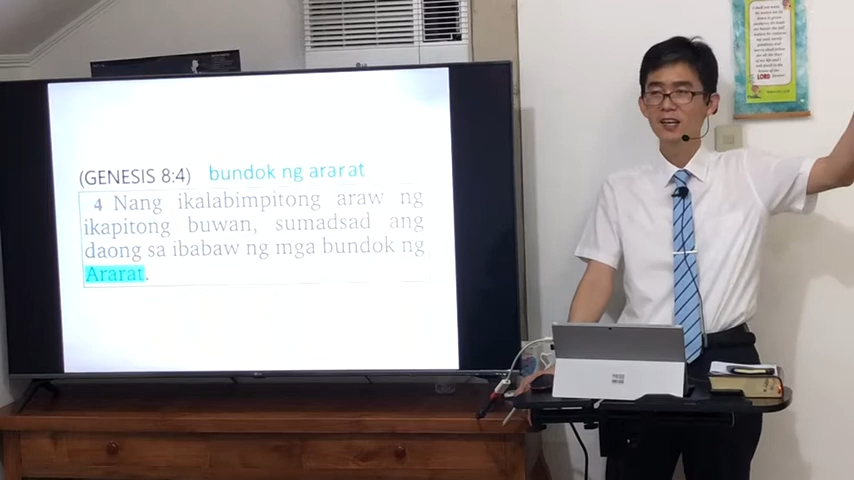 (GENESIS 8:4) bundok ng ararat
4 Nang ikalabimpitong araw ng
ikapitong buwan, sumadsad ang
daong sa ibabaw ng mga bundok ng
Ararat.
LORD